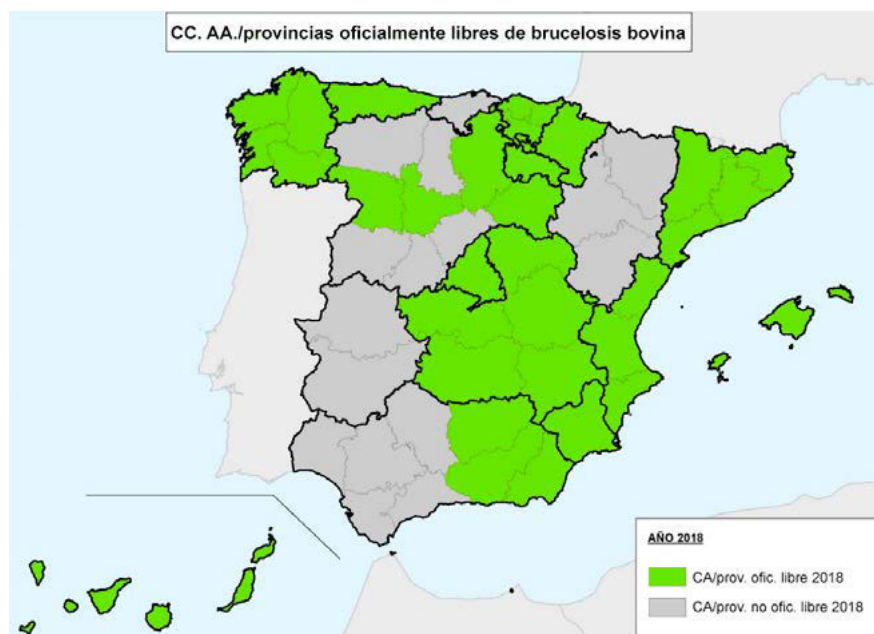 CC. AA./provincias oficialmente libres de brucelosis bovina
AÑO 2018
CA/prov. ofic. libre 2018
CA/prov. no ofic. libre 2018